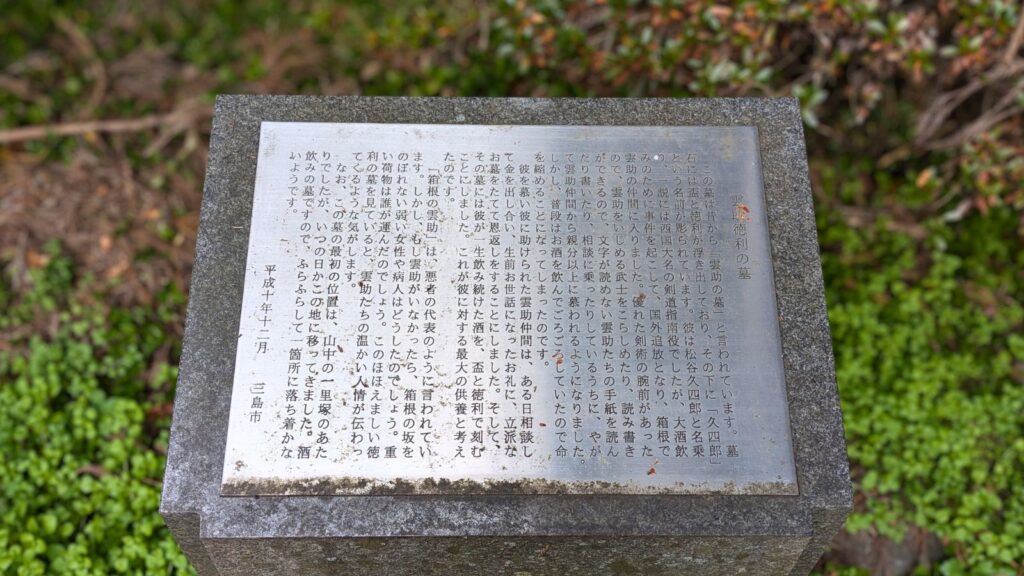 徳利の墓
この墓は昔から「雲助の墓」と言われています。墓
石には盃と徳利が浮き出しており、その下に「久四郎」
という名前が彫られています。彼は松谷久四郎と名乗
り、一説には西国大名の剣道指南役でしたが、大酒飲
みのために事件を起こして、国外追放となり、箱根で
雲助の仲間に入りました。優れた剣術の腕前があった
ので、雲助をいじめる武士をこらしめたり、読み書き
ができるので、文字が読めない雲助たちの手紙を読ん
だり書いたり、相談に乗ったりしているうちに、やが
て雲助仲間から親分以上に慕われるようになりました。
しかし、普段はお酒を飲んでごろごろしていたので命
を縮めることになってしまったのです。
彼を慕い彼に助けられた雲助仲間は、ある日相談し
て金を出し合い、生前お世話になったお礼に、立派な
お墓をたてて恩返しをすることにしました。そして、
その墓には彼が一生飲み続けた酒を、盃と徳利で刻む
ことにしました。これが彼に対する最大の供養と考え
たのです。
「箱根の雲助」は、悪者の代表のように言われてい
ます。しかし、もし雲助がいなかったら、箱根の坂を
のぼれない弱い女性や病人はどうしたのでしょう。重
い荷物は誰が運んだのでしょう。このほほえましい徳
利の墓を見ていると、雲助たちの温かい人情が伝わっ
てくるような気がします。
なお、この墓の最初の位置は、山中の一里塚のあた
りでしたが、いつの日かこの地に移ってきました。酒
飲みの墓ですので、ふらふらして一箇所に落ち着かな
いようです。
平成十年十二月 三島市